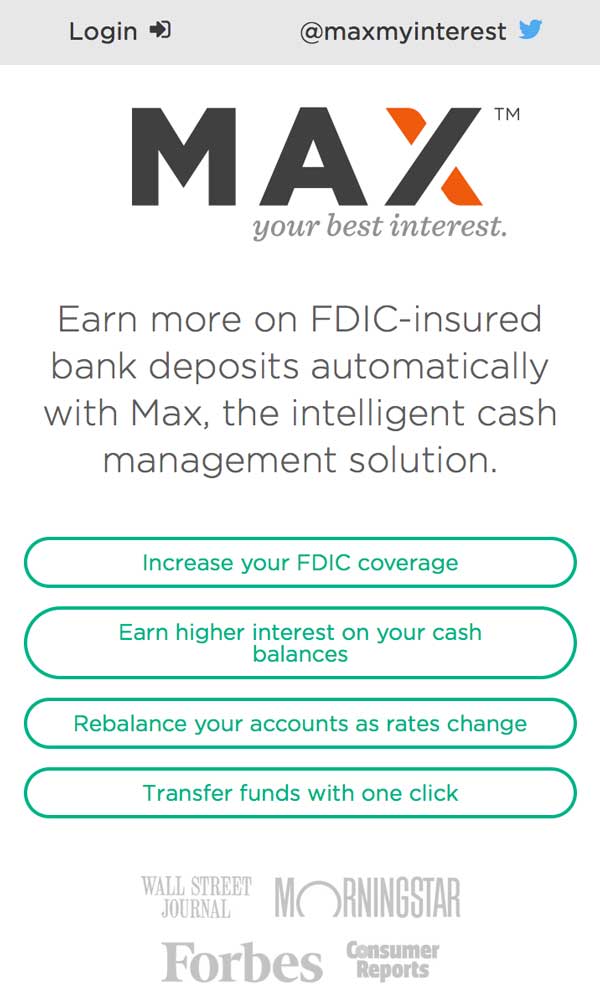 Login
@maxmyinterest
MAX™
your best interest.
Earn more on FDIC-insured
bank deposits automatically
with Max, the intelligent cash
management solution.
Increase your FDIC coverage
Earn higher interest on your cash
balances
Rebalance your accounts as rates change
Transfer funds with one click
WALL STREET
JOURNAL
MORNINGSTAR
Forbes
Consumer
Reports